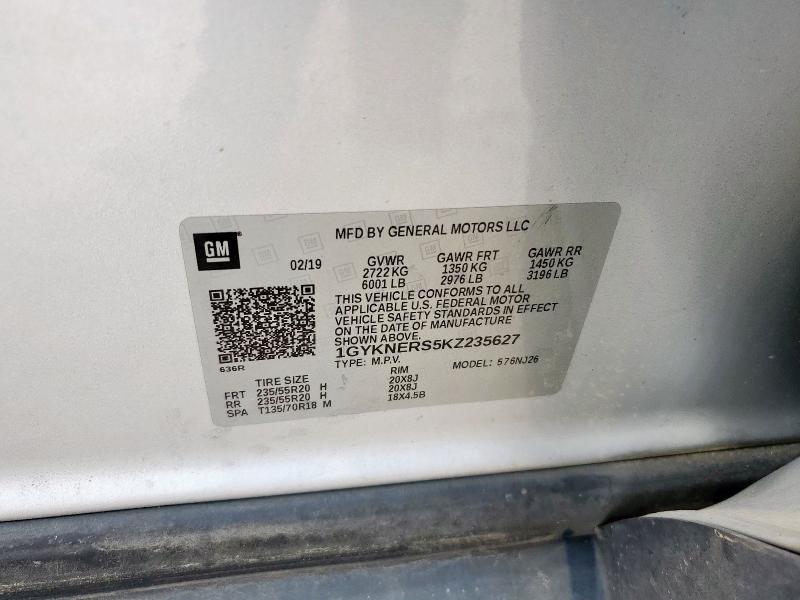 GM
MFD BY GENERAL MOTORS LLC
02/19
GVWR GAWR FRT GAWR RR
2722 KG 1350 KG 1450 KG
6001 LB 2976 LB 3196 LB
THIS VEHICLE CONFORMS TO ALL
APPLICABLE U.S. FEDERAL MOTOR
VEHICLE SAFETY STANDARDS IN EFFECT
ON THE DATE OF MANUFACTURE
SHOWN ABOVE.
1GYKNERS5KZ235627
636R
TYPE: M.P.V. MODEL: 576NJ26
TIRE SIZE RIM
FRT 235/55R20 H 20X8J
RR 235/55R20 H 20X8J
SPA T135/70R18 M 18X4.5B